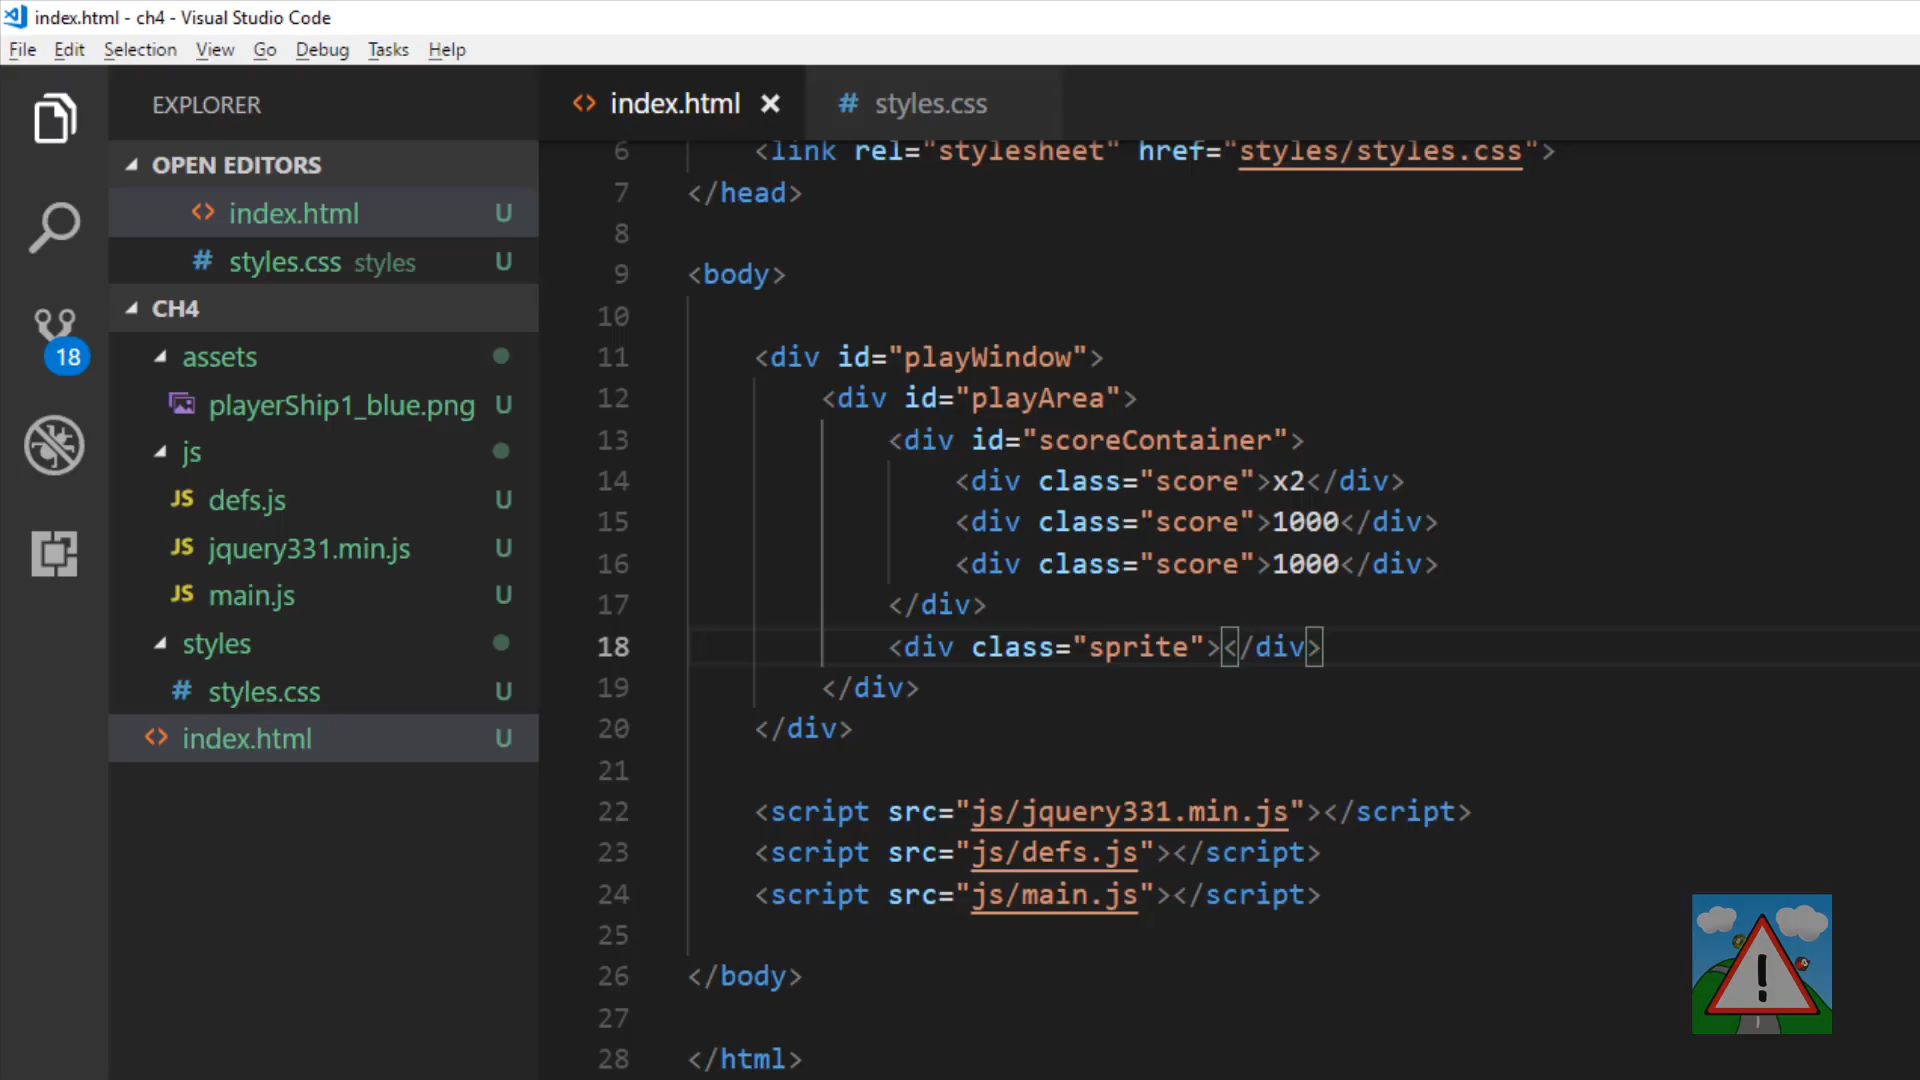 index.html - ch4 - Visual Studio Code
File Edit Selection View Go Debug Tasks Help
EXPLORER
OPEN EDITORS
<> index.html U
# styles.css styles U
CH4
assets
playerShip1_blue.png U
js
JS defs.js U
JS jquery331.min.js U
JS main.js U
styles
# styles.css U
<> index.html U
18
<> index.html ×
# styles.css
6 <link rel="stylesheet" href="styles/styles.css">
7 </head>
8
9 <body>
10
11 <div id="playWindow">
12 <div id="playArea">
13 <div id="scoreContainer">
14 <div class="score">x2</div>
15 <div class="score">1000</div>
16 <div class="score">1000</div>
17 </div>
18 <div class="sprite"></div>
19 </div>
20 </div>
21
22 <script src="js/jquery331.min.js"></script>
23 <script src="js/defs.js"></script>
24 <script src="js/main.js"></script>
25
26 </body>
27
28 </html>
!